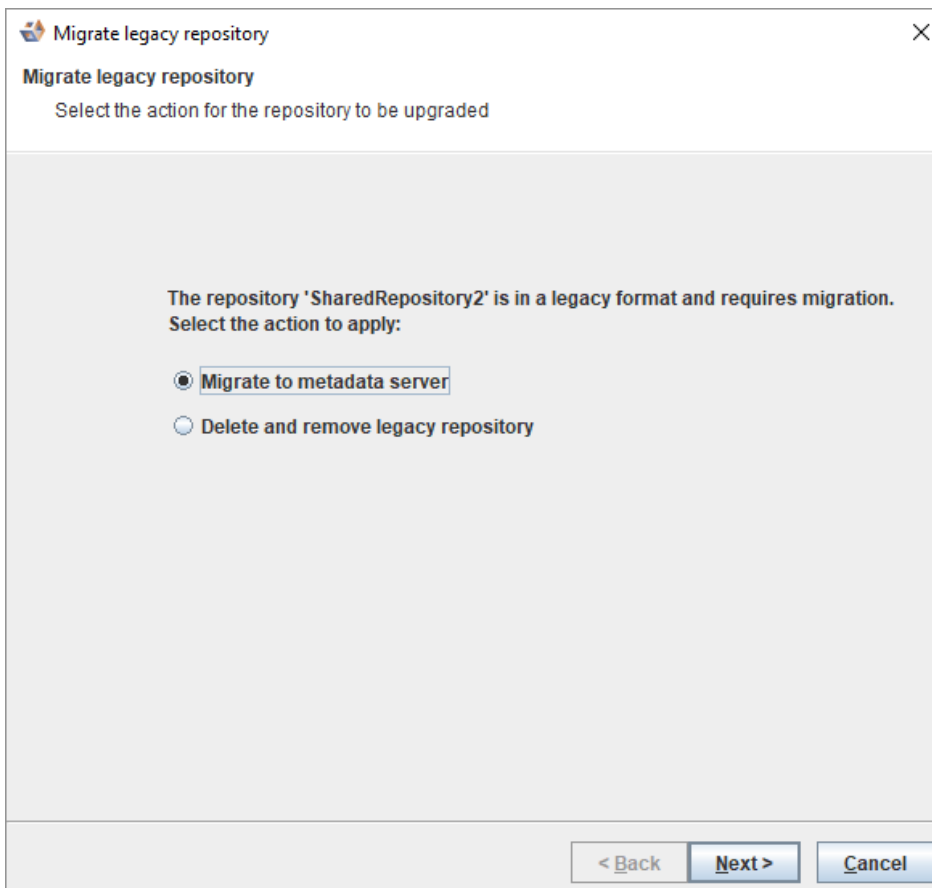 Migrate legacy repository
Migrate legacy repository
Select the action for the repository to be upgraded
The repository 'SharedRepository2' is in a legacy format and requires migration.
Select the action to apply:
Migrate to metadata server
Delete and remove legacy repository
< Back
Next >
Cancel